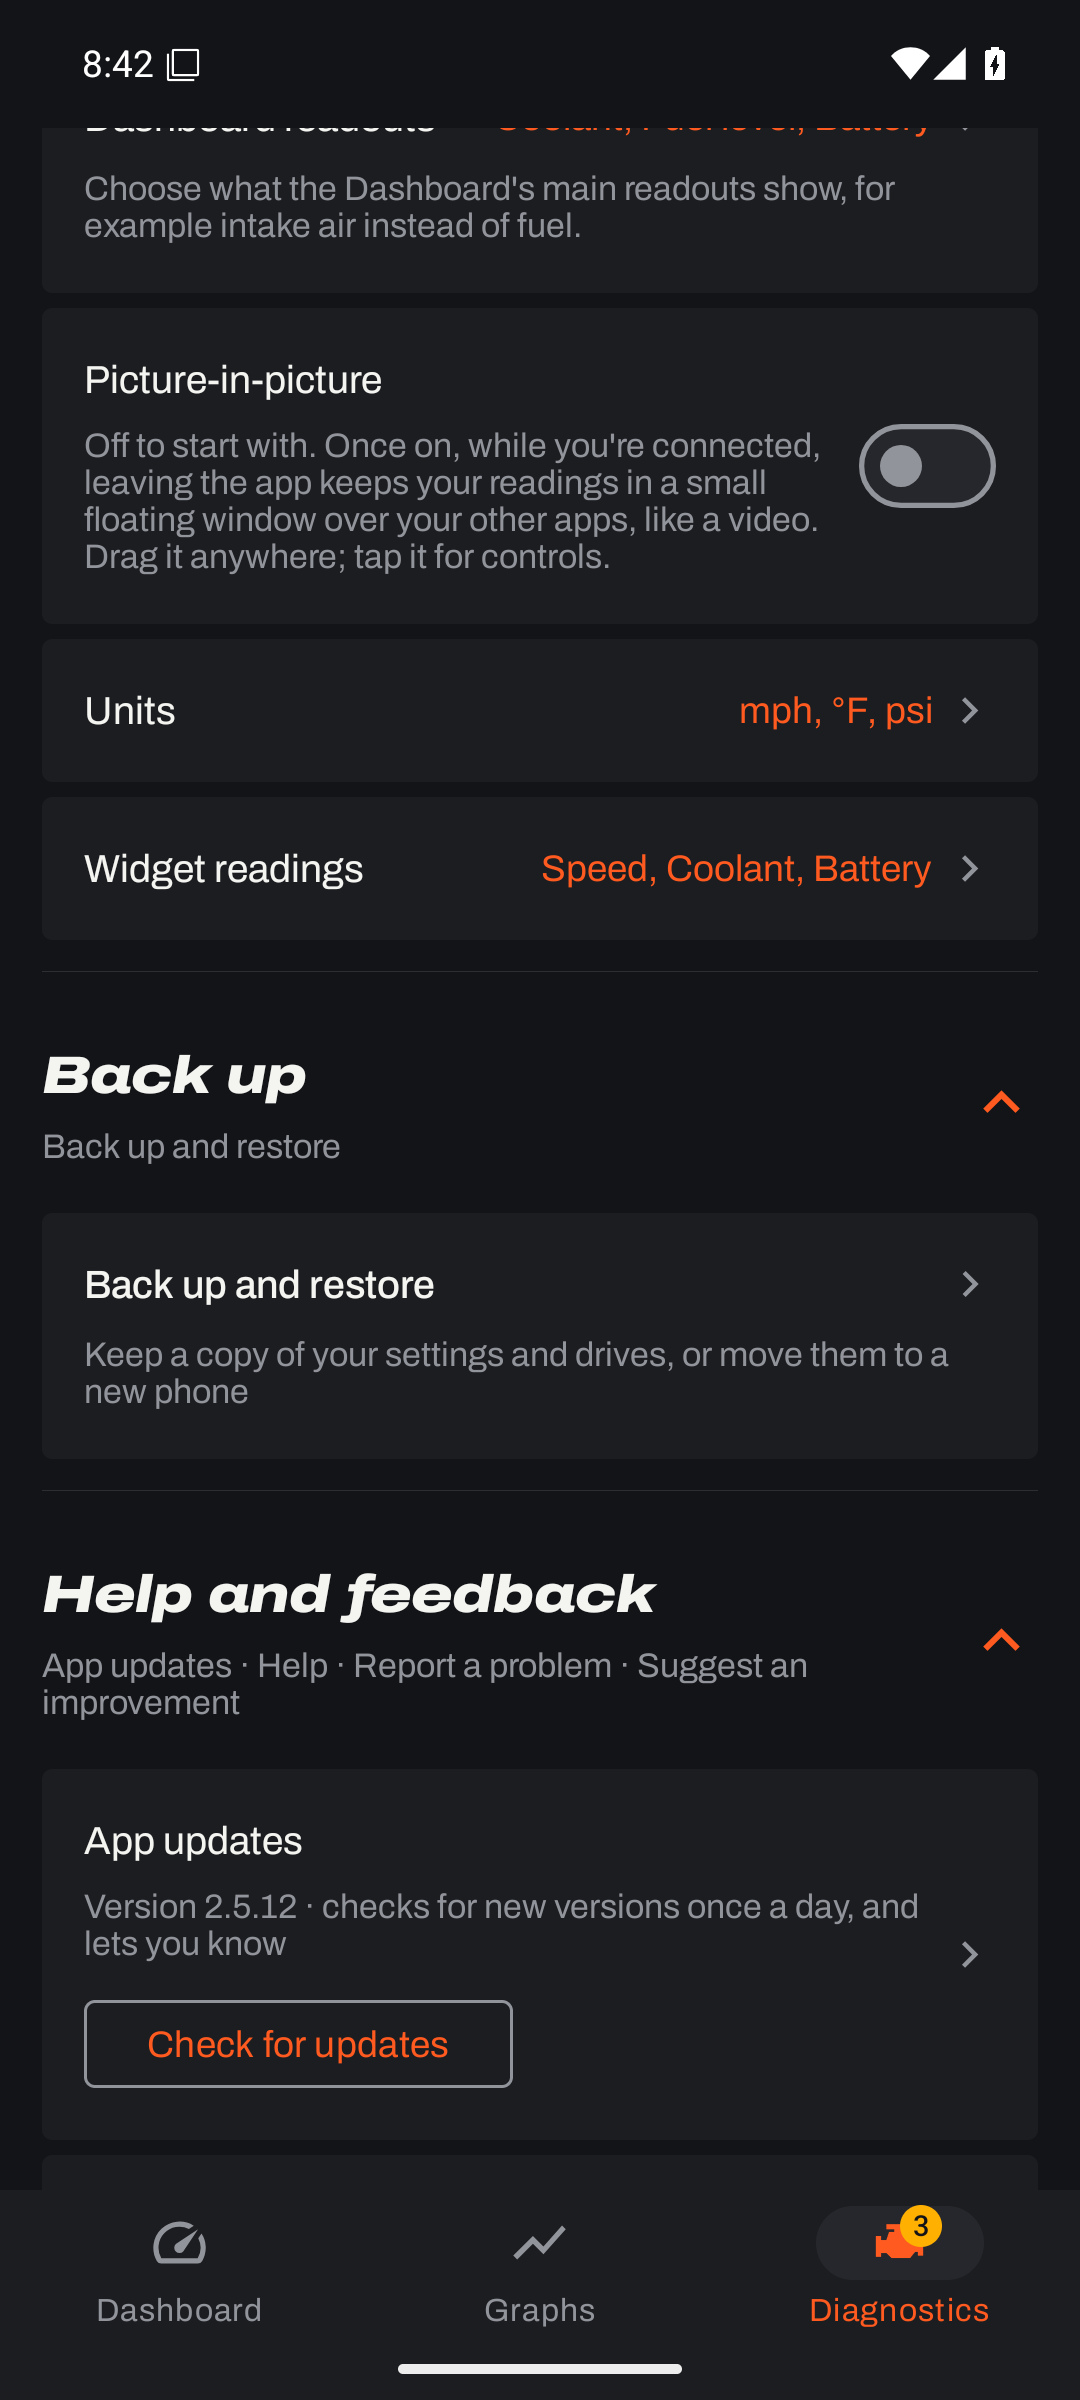 8:42
Choose what the Dashboard's main readouts show, for
example intake air instead of fuel.
Picture-in-picture
Off to start with. Once on, while you're connected,
leaving the app keeps your readings in a small
floating window over your other apps, like a video.
Drag it anywhere; tap it for controls.
Units
mph, °F, psi
Widget readings
Speed, Coolant, Battery
Back up
Back up and restore
Back up and restore
Keep a copy of your settings and drives, or move them to a
new phone
Help and feedback
App updates · Help · Report a problem · Suggest an
improvement
App updates
Version 2.5.12 · checks for new versions once a day, and
lets you know
Check for updates
3
Dashboard
Graphs
Diagnostics